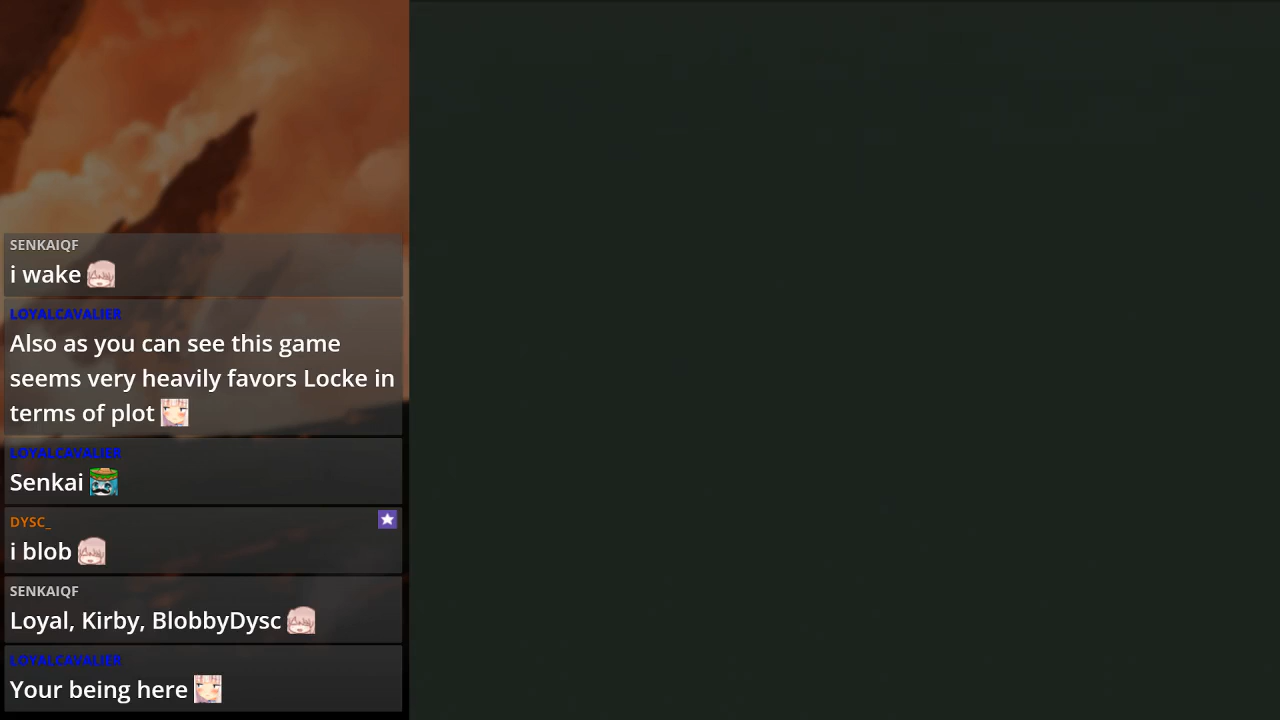 SENKAIQF
i wake
LOYALCAVALIER
Also as you can see this game
seems very heavily favors Locke in
terms of plot
LOYALCAVALIER
Senkai
DYSC_
i blob
SENKAIQF
Loyal, Kirby, BlobbyDysc
LOYALCAVALIER
Your being here